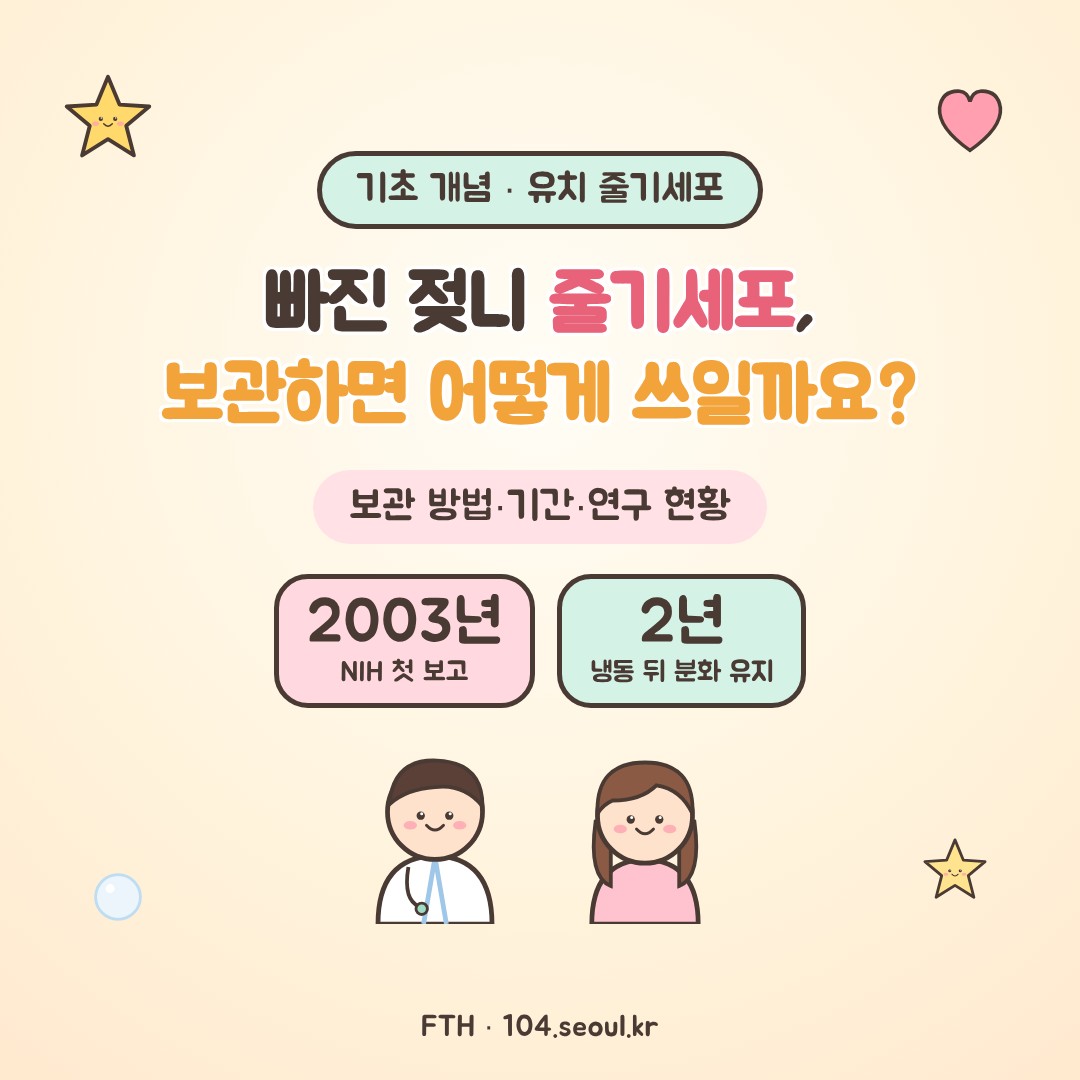 기초 개념 · 유치 줄기세포
빠진 젖니 줄기세포,
보관하면 어떻게 쓰일까요?
보관 방법·기간·연구 현황
2003년
NIH 첫 보고
2년
냉동 뒤 분화 유지
FTH · 104.seoul.kr